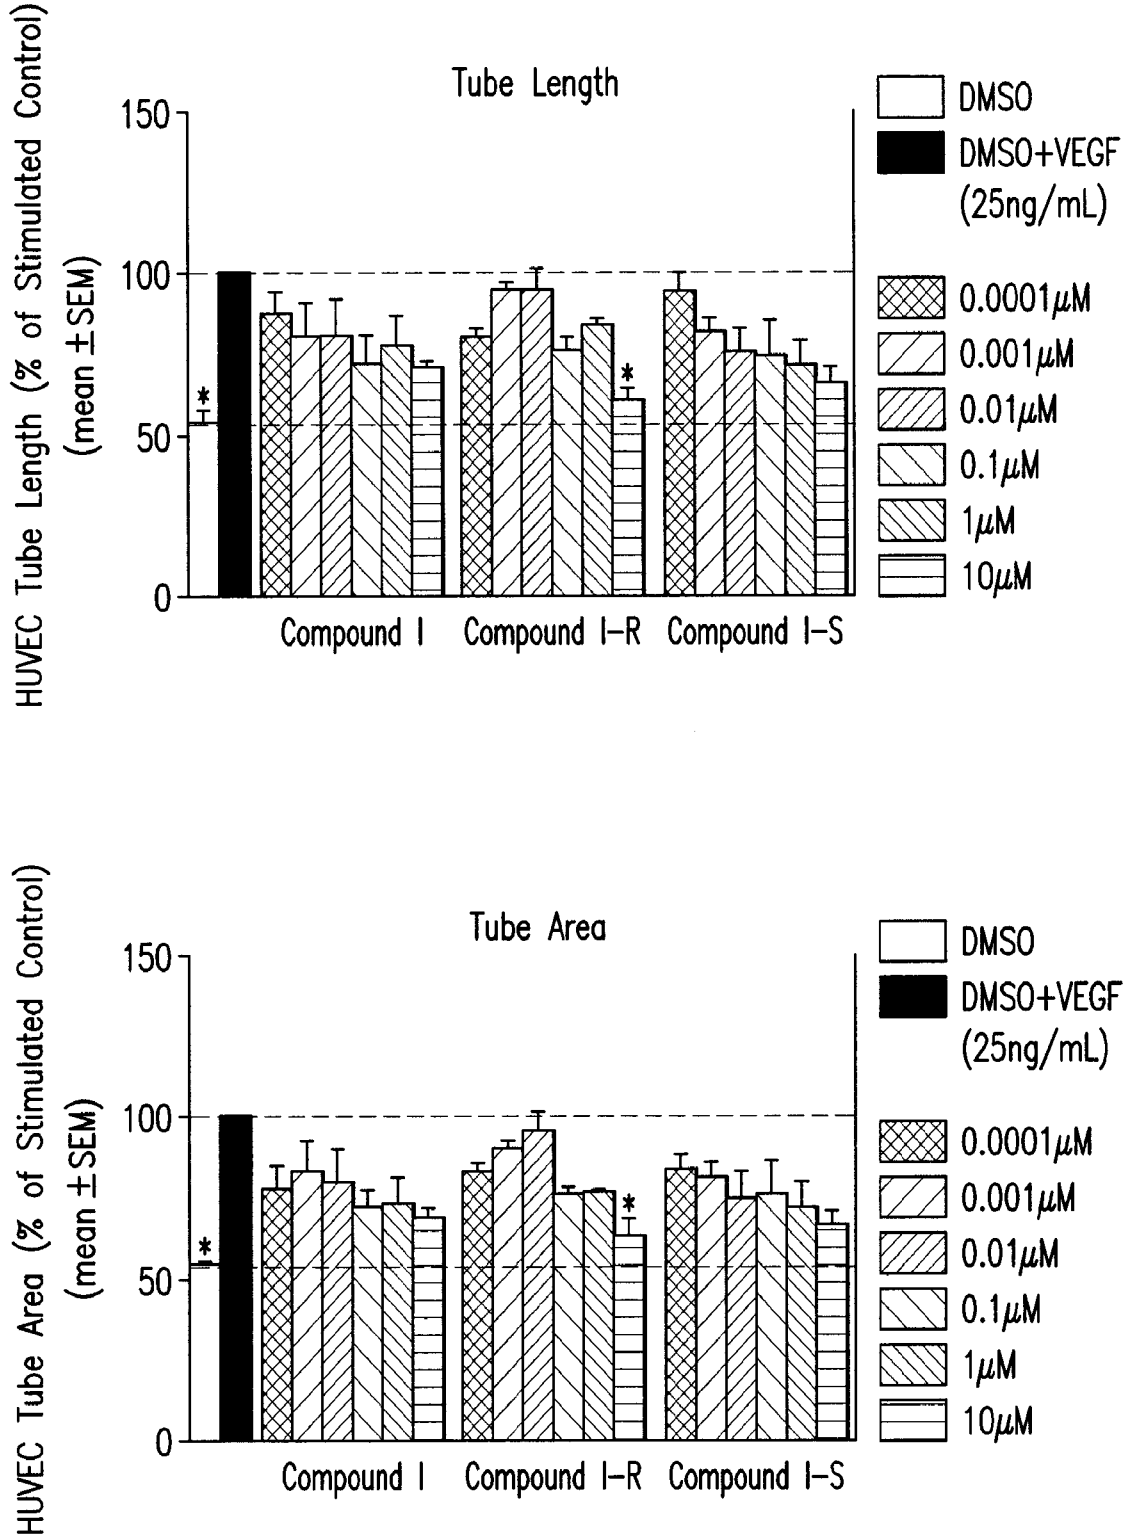 Tube Length
HUVEC Tube Length (% of Stimulated Control)
(mean ± SEM)
150
100
50
0
*
*
Compound I
Compound I-R
Compound I-S
DMSO
DMSO+VEGF
(25ng/mL)
0.0001μM
0.001μM
0.01μM
0.1μM
1μM
10μM
Tube Area
HUVEC Tube Area (% of Stimulated Control)
(mean ± SEM)
150
100
50
0
*
*
Compound I
Compound I-R
Compound I-S
DMSO
DMSO+VEGF
(25ng/mL)
0.0001μM
0.001μM
0.01μM
0.1μM
1μM
10μM